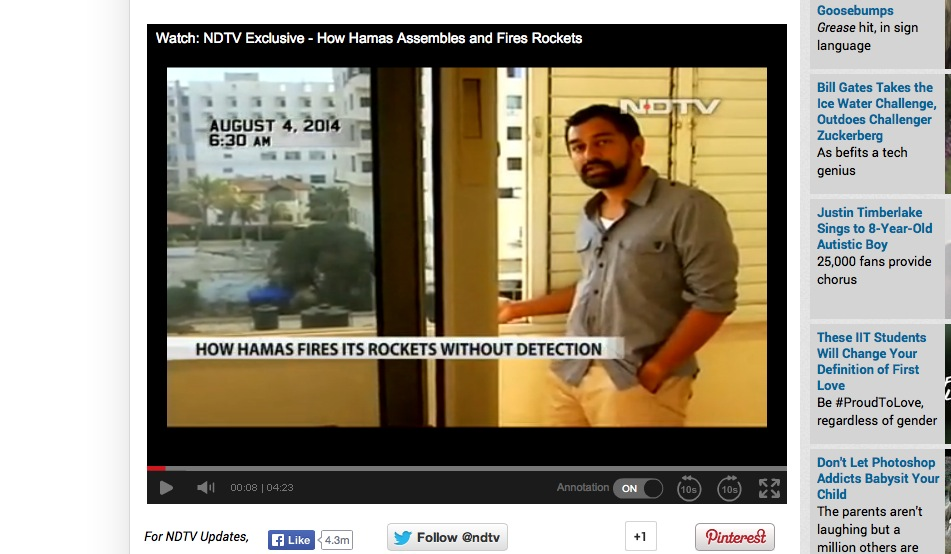 Watch: NDTV Exclusive - How Hamas Assembles and Fires Rockets
NDTV
AUGUST 4, 2014
6:30 AM
HOW HAMAS FIRES ITS ROCKETS WITHOUT DETECTION
00:08 | 04:23
Annotation ON
10s
10s
For NDTV Updates,
Like 4.3m
Follow @ndtv
+1
Pinterest
Goosebumps
Grease hit, in sign
language
Bill Gates Takes the
Ice Water Challenge,
Outdoes Challenger
Zuckerberg
As befits a tech
genius
Justin Timberlake
Sings to 8-Year-Old
Autistic Boy
25,000 fans provide
chorus
These IIT Students
Will Change Your
Definition of First
Love
Be #ProudToLove,
regardless of gender
Don't Let Photoshop
Addicts Babysit Your
Child
The parents aren't
laughing but a
million others are